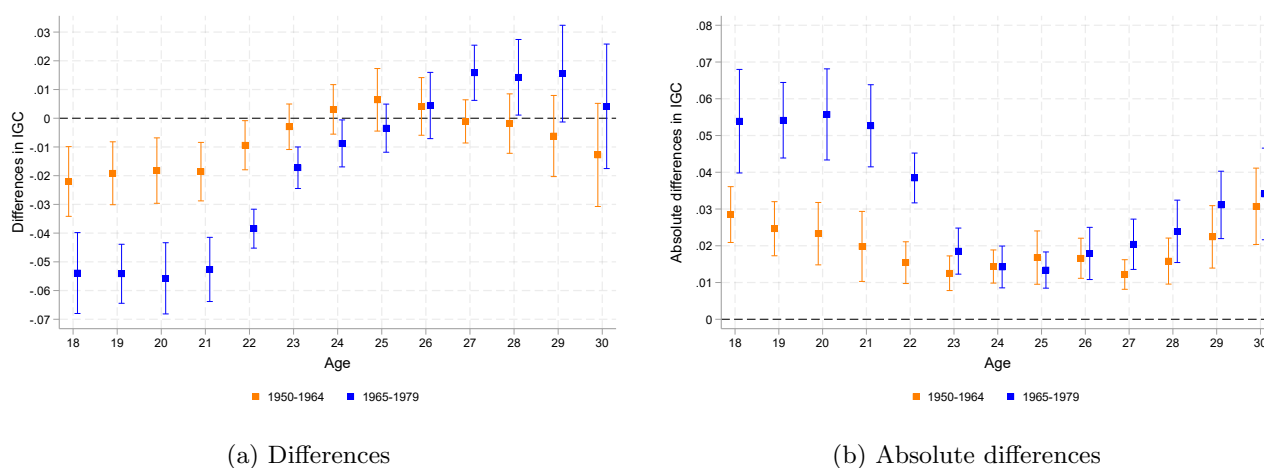 .03
.02
.01
0
-.01
-.02
-.03
-.04
-.05
-.06
-.07
Differences in IGC
18 19 20 21 22 23 24 25 26 27 28 29 30
Age
1950-1964 1965-1979
(a) Differences
.08
.07
.06
.05
.04
.03
.02
.01
0
Absolute differences in IGC
18 19 20 21 22 23 24 25 26 27 28 29 30
Age
1950-1964 1965-1979
(b) Absolute differences